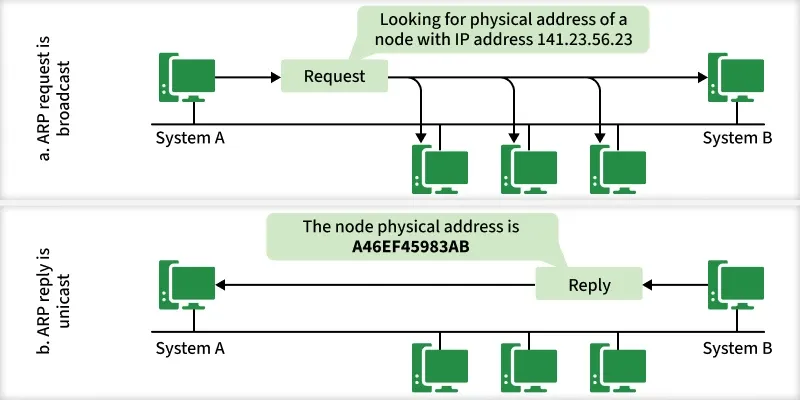 a. ARP request is
broadcast
Looking for physical address of a
node with IP address 141.23.56.23
Request
System A
System B
b. ARP reply is
unicast
The node physical address is
A46EF45983AB
Reply
System A
System B